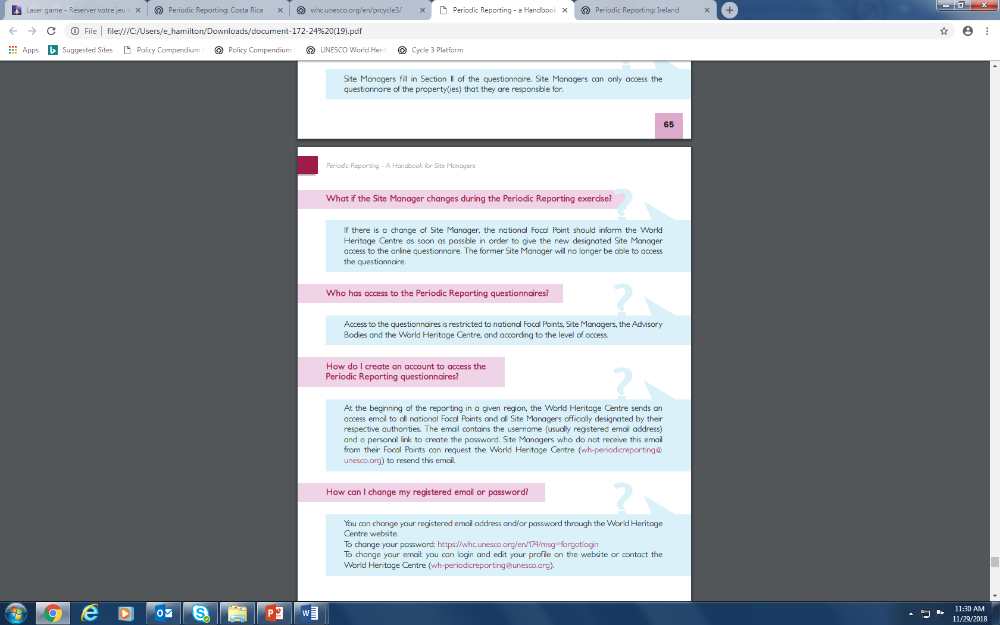 Laser game - Réserver votre jeu e
Periodic Reporting: Costa Rica
whc.unesco.org/en/prcycle3/
Periodic Reporting - a Handbook
Periodic Reporting: Ireland
File
file:///C:/Users/e_hamilton/Downloads/document-172-24%20(19).pdf
Apps
Suggested Sites
Policy Compendium
Policy Compendium
UNESCO World Herit
Cycle 3 Platform
Site Managers fill in Section II of the questionnaire. Site Managers can only access the
questionnaire of the property(ies) that they are responsible for.
65
Periodic Reporting - A Handbook for Site Managers
What if the Site Manager changes during the Periodic Reporting exercise?
?
If there is a change of Site Manager, the national Focal Point should inform the World
Heritage Centre as soon as possible in order to give the new designated Site Manager
access to the online questionnaire. The former Site Manager will no longer be able to access
the questionnaire.
Who has access to the Periodic Reporting questionnaires?
?
Access to the questionnaires is restricted to national Focal Points, Site Managers, the Advisory
Bodies and the World Heritage Centre, and according to the level of access.
How do I create an account to access the
Periodic Reporting questionnaires?
?
At the beginning of the reporting in a given region, the World Heritage Centre sends an
access email to all national Focal Points and all Site Managers officially designated by their
respective authorities. The email contains the username (usually registered email address)
and a personal link to create the password. Site Managers who do not receive this email
from their Focal Points can request the World Heritage Centre (wh-periodicreporting@
unesco.org) to resend this email.
How can I change my registered email or password?
?
You can change your registered email address and/or password through the World Heritage
Centre website.
To change your password: https://whc.unesco.org/en/174/msg=forgotlogin
To change your email: you can login and edit your profile on the website or contact the
World Heritage Centre (wh-periodicreporting@unesco.org).
11:30 AM
11/29/2018